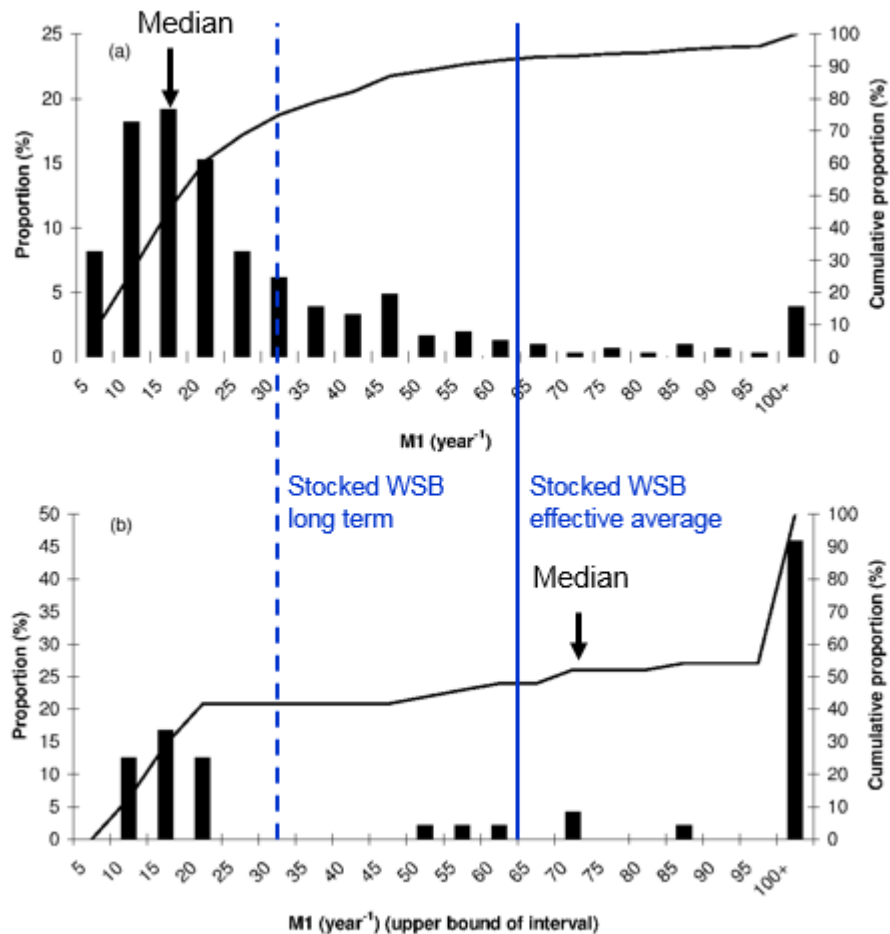 Median
(a)
25
20
15
10
5
0
Proportion (%)
100
90
80
70
60
50
40
30
20
10
0
Cumulative proportion (%)
5 10 15 20 25 30 35 40 45 50 55 60 65 70 75 80 85 90 95 100+
M1 (year⁻¹)
Stocked WSB
long term
Stocked WSB
effective average
(b)
Median
50
45
40
35
30
25
20
15
10
5
0
Proportion (%)
100
90
80
70
60
50
40
30
20
10
0
Cumulative proportion (%)
5 10 15 20 25 30 35 40 45 50 55 60 65 70 75 80 85 90 95 100+
M1 (year⁻¹) (upper bound of interval)